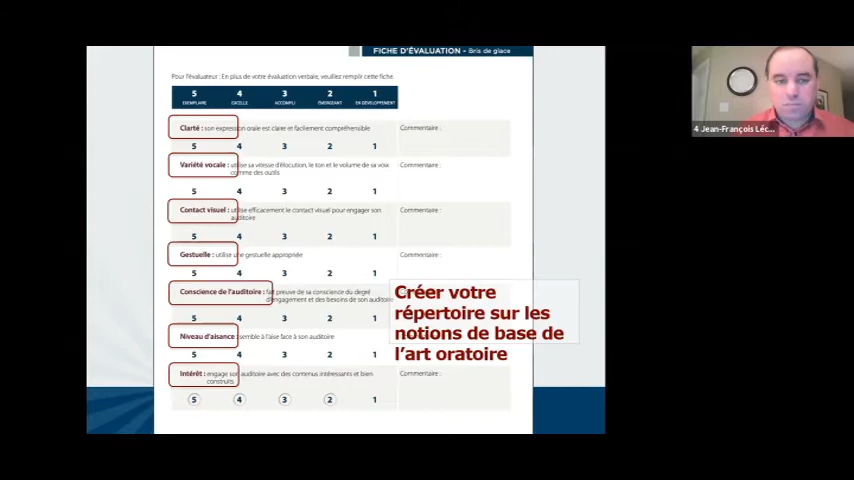 FICHE D'ÉVALUATION - Bris de glace
Pour l'évaluateur : En plus de votre évaluation verbale, veuillez remplir cette fiche.
5 4 3 2 1
EXEMPLAIRE EXCELLE ACCOMPLI ÉMERGEANT EN DÉVELOPPEMENT
Clarté : son expression orale est claire et facilement compréhensible Commentaire :
5 4 3 2 1
Variété vocale : utilise sa vitesse d'élocution, le ton et le volume de sa voix Commentaire :
comme des outils
5 4 3 2 1
Contact visuel : utilise efficacement le contact visuel pour engager son Commentaire :
auditoire
5 4 3 2 1
Gestuelle : utilise une gestuelle appropriée Commentaire :
5 4 3 2 1
Conscience de l'auditoire : fait preuve de sa conscience du degré
d'engagement et des besoins de son auditoire
5 4 3 2 1
Niveau d'aisance : semble à l'aise face à son auditoire
5 4 3 2 1
Intérêt : engage son auditoire avec des contenus intéressants et bien Commentaire :
construits
5 4 3 2 1
Créer votre
répertoire sur les
notions de base de
l'art oratoire
4 Jean-François Léc...